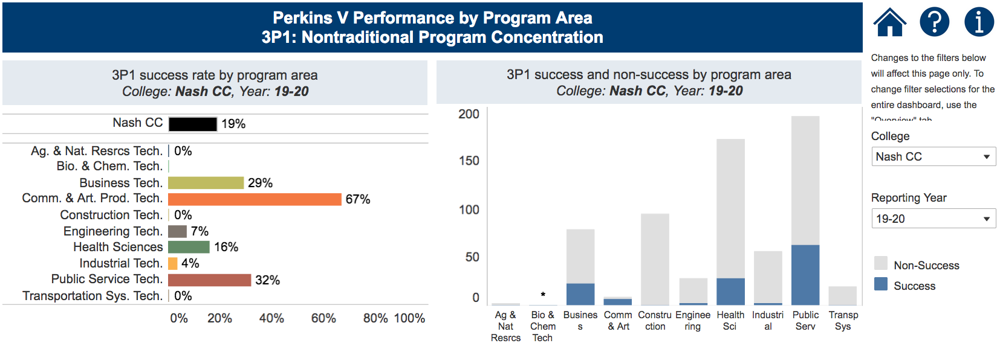 Perkins V Performance by Program Area
3P1: Nontraditional Program Concentration
3P1 success rate by program area
College: Nash CC, Year: 19-20
Nash CC 19%
Ag. & Nat. Resrcs Tech. 0%
Bio. & Chem. Tech.
Business Tech. 29%
Comm. & Art. Prod. Tech. 67%
Construction Tech. 0%
Engineering Tech. 7%
Health Sciences 16%
Industrial Tech. 4%
Public Service Tech. 32%
Transportation Sys. Tech. 0%
0% 20% 40% 60% 80% 100%
3P1 success and non-success by program area
College: Nash CC, Year: 19-20
200
150
100
50
0
*
Ag &
Nat
Resrcs
Bio &
Chem
Tech
Busines
s
Comm
& Art
Constru
ction
Enginee
ring
Health
Sci
Industri
al
Public
Serv
Transp
Sys
?
i
Changes to the filters below
will affect this page only. To
change filter selections for the
entire dashboard, use the
"Overview" tab
College
Nash CC
Reporting Year
19-20
Non-Success
Success